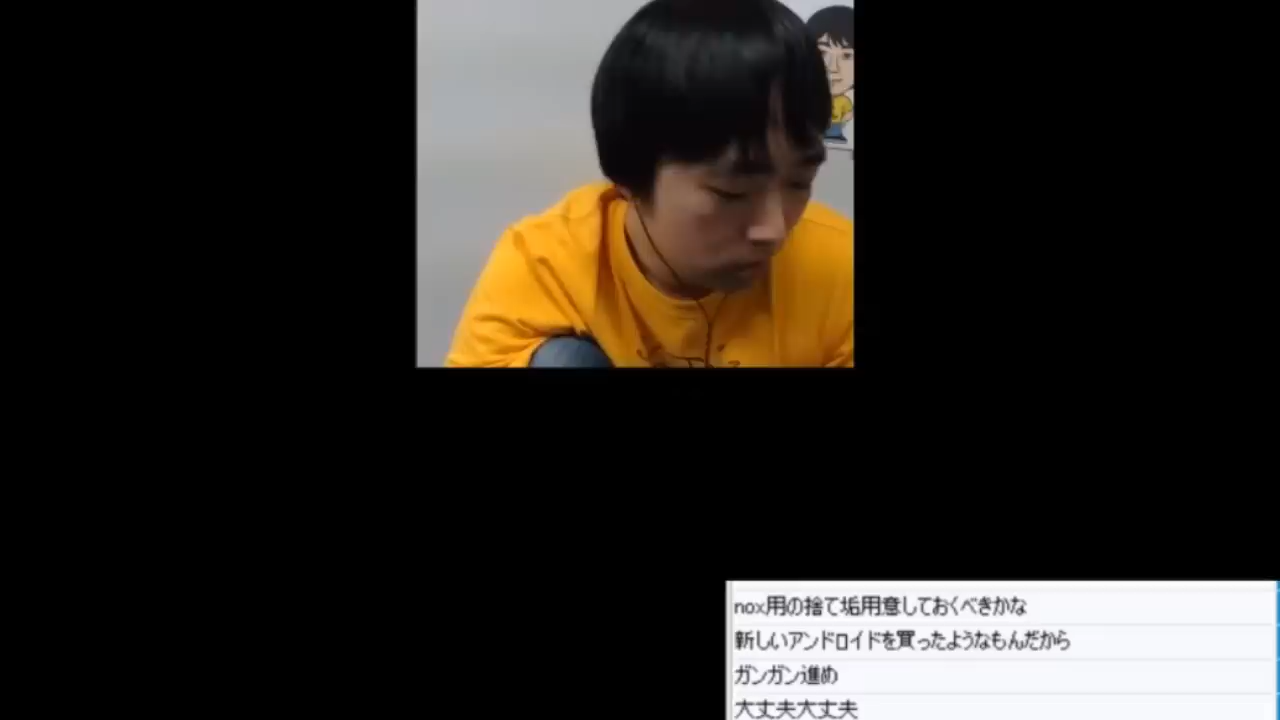 nox用の捨て垢用意しておくべきかな
新しいアンドロイドを買ったようなもんだから
ガンガン進め
大丈夫大丈夫